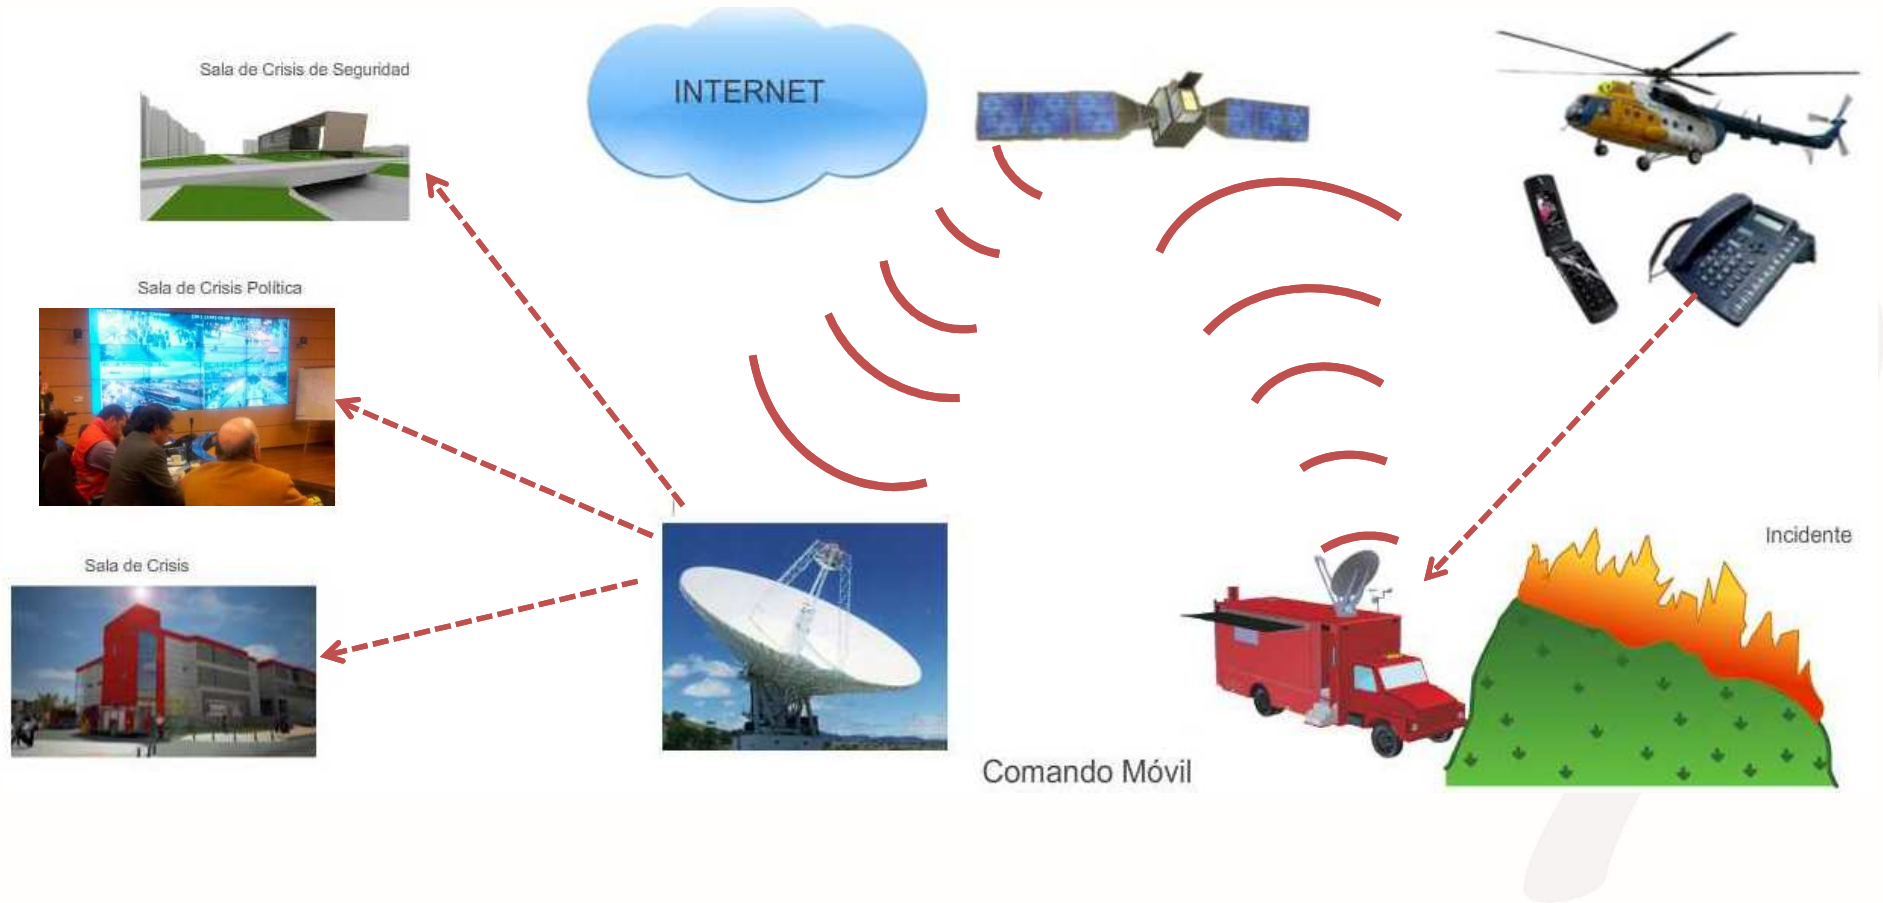 Sala de Crisis de Seguridad
INTERNET
Sala de Crisis Política
Incidente
Sala de Crisis
Comando Móvil